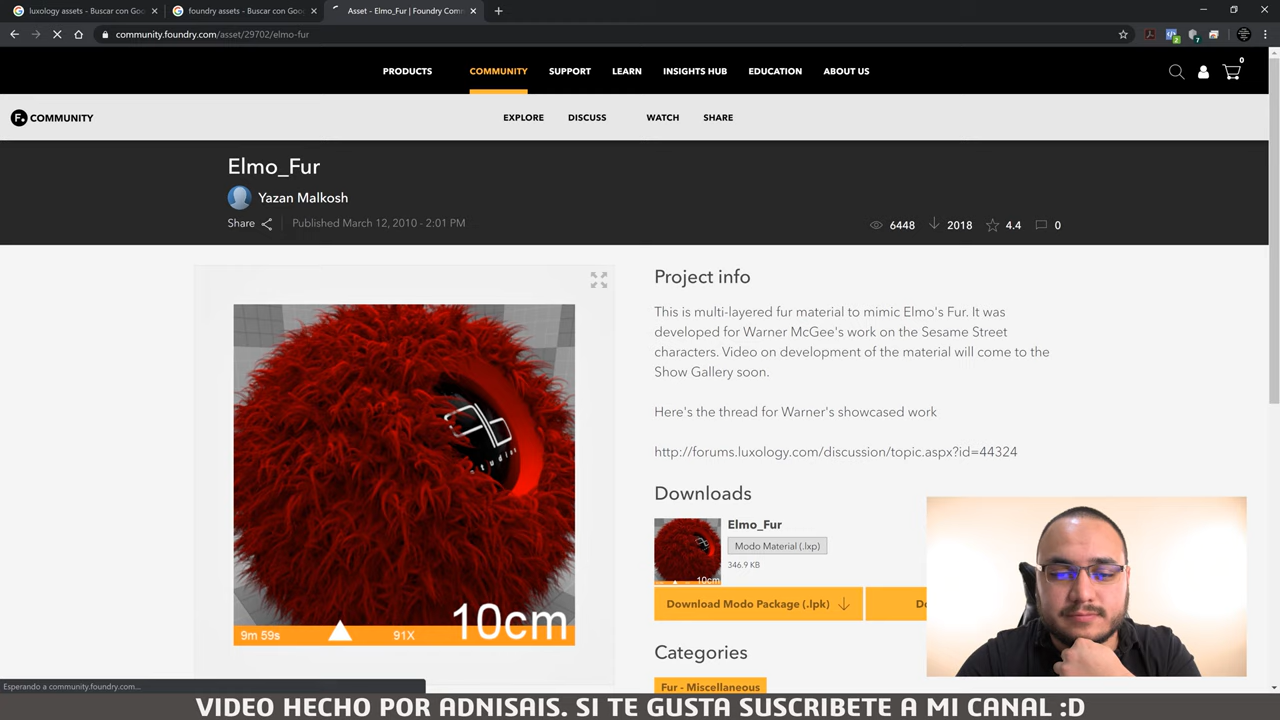 luxology assets - Buscar con Goo
foundry assets - Buscar con Goo
Asset - Elmo_Fur | Foundry Comm
community.foundry.com/asset/29702/elmo-fur
PRODUCTS
COMMUNITY
SUPPORT
LEARN
INSIGHTS HUB
EDUCATION
ABOUT US
0
F. COMMUNITY
EXPLORE
DISCUSS
WATCH
SHARE
Elmo_Fur
Yazan Malkosh
Share
Published March 12, 2010 - 2:01 PM
6448
2018
4.4
0
Project info
This is multi-layered fur material to mimic Elmo's Fur. It was
developed for Warner McGee's work on the Sesame Street
characters. Video on development of the material will come to the
Show Gallery soon.
Here's the thread for Warner's showcased work
http://forums.luxology.com/discussion/topic.aspx?id=44324
9m 59s
91X
10cm
Downloads
Elmo_Fur
Modo Material (.lxp)
346.9 KB
10cm
Download Modo Package (.lpk)
Do
Categories
Fur - Miscellaneous
Esperando a community.foundry.com...
VIDEO HECHO POR ADNISAIS. SI TE GUSTA SUSCRIBETE A MI CANAL :D